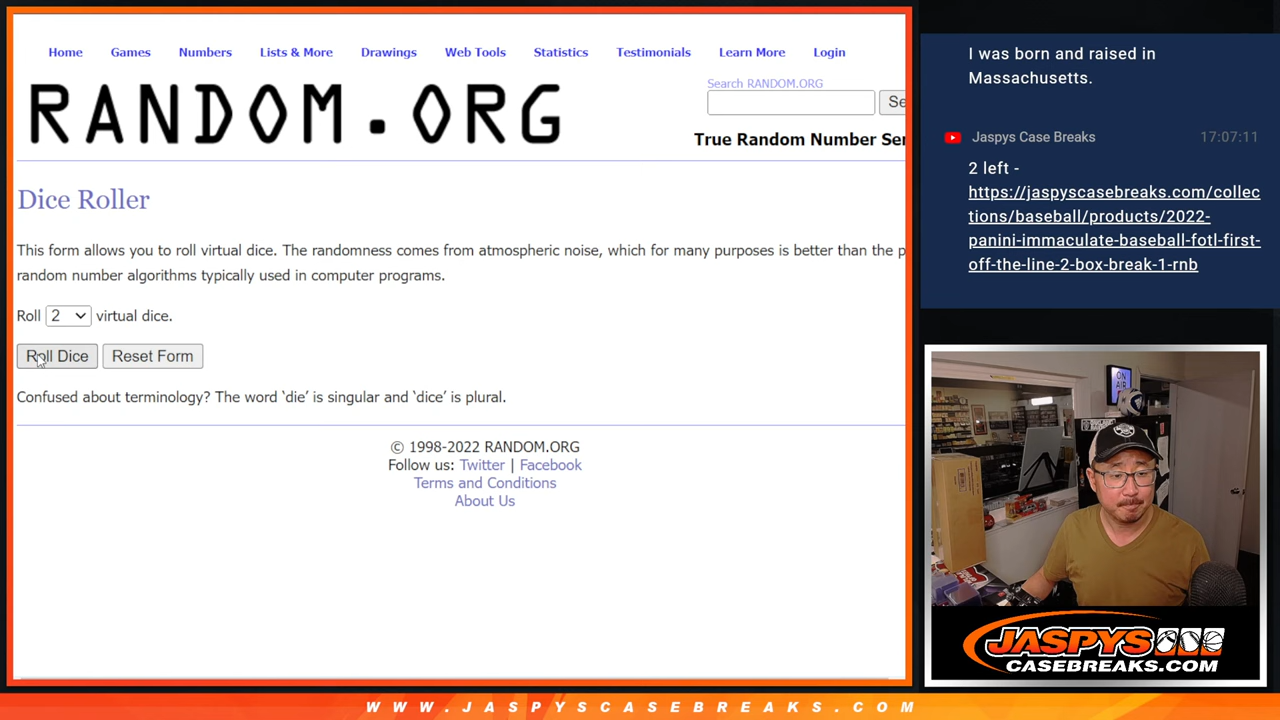 Home Games Numbers Lists & More Drawings Web Tools Statistics Testimonials Learn More Login
RANDOM.ORG
Search RANDOM.ORG
Se
True Random Number Ser
Dice Roller
This form allows you to roll virtual dice. The randomness comes from atmospheric noise, which for many purposes is better than the p
random number algorithms typically used in computer programs.
Roll 2 virtual dice.
Roll Dice Reset Form
Confused about terminology? The word ‘die’ is singular and ‘dice’ is plural.
© 1998-2022 RANDOM.ORG
Follow us: Twitter | Facebook
Terms and Conditions
About Us
I was born and raised in
Massachusetts.
Jaspys Case Breaks 17:07:11
2 left -
https://jaspyscasebreaks.com/collec
tions/baseball/products/2022-
panini-immaculate-baseball-fotl-first-
off-the-line-2-box-break-1-rnb
ON
AIR
JASPYS
CASEBREAKS.COM
WWW.JASPYSCASEBREAKS.COM